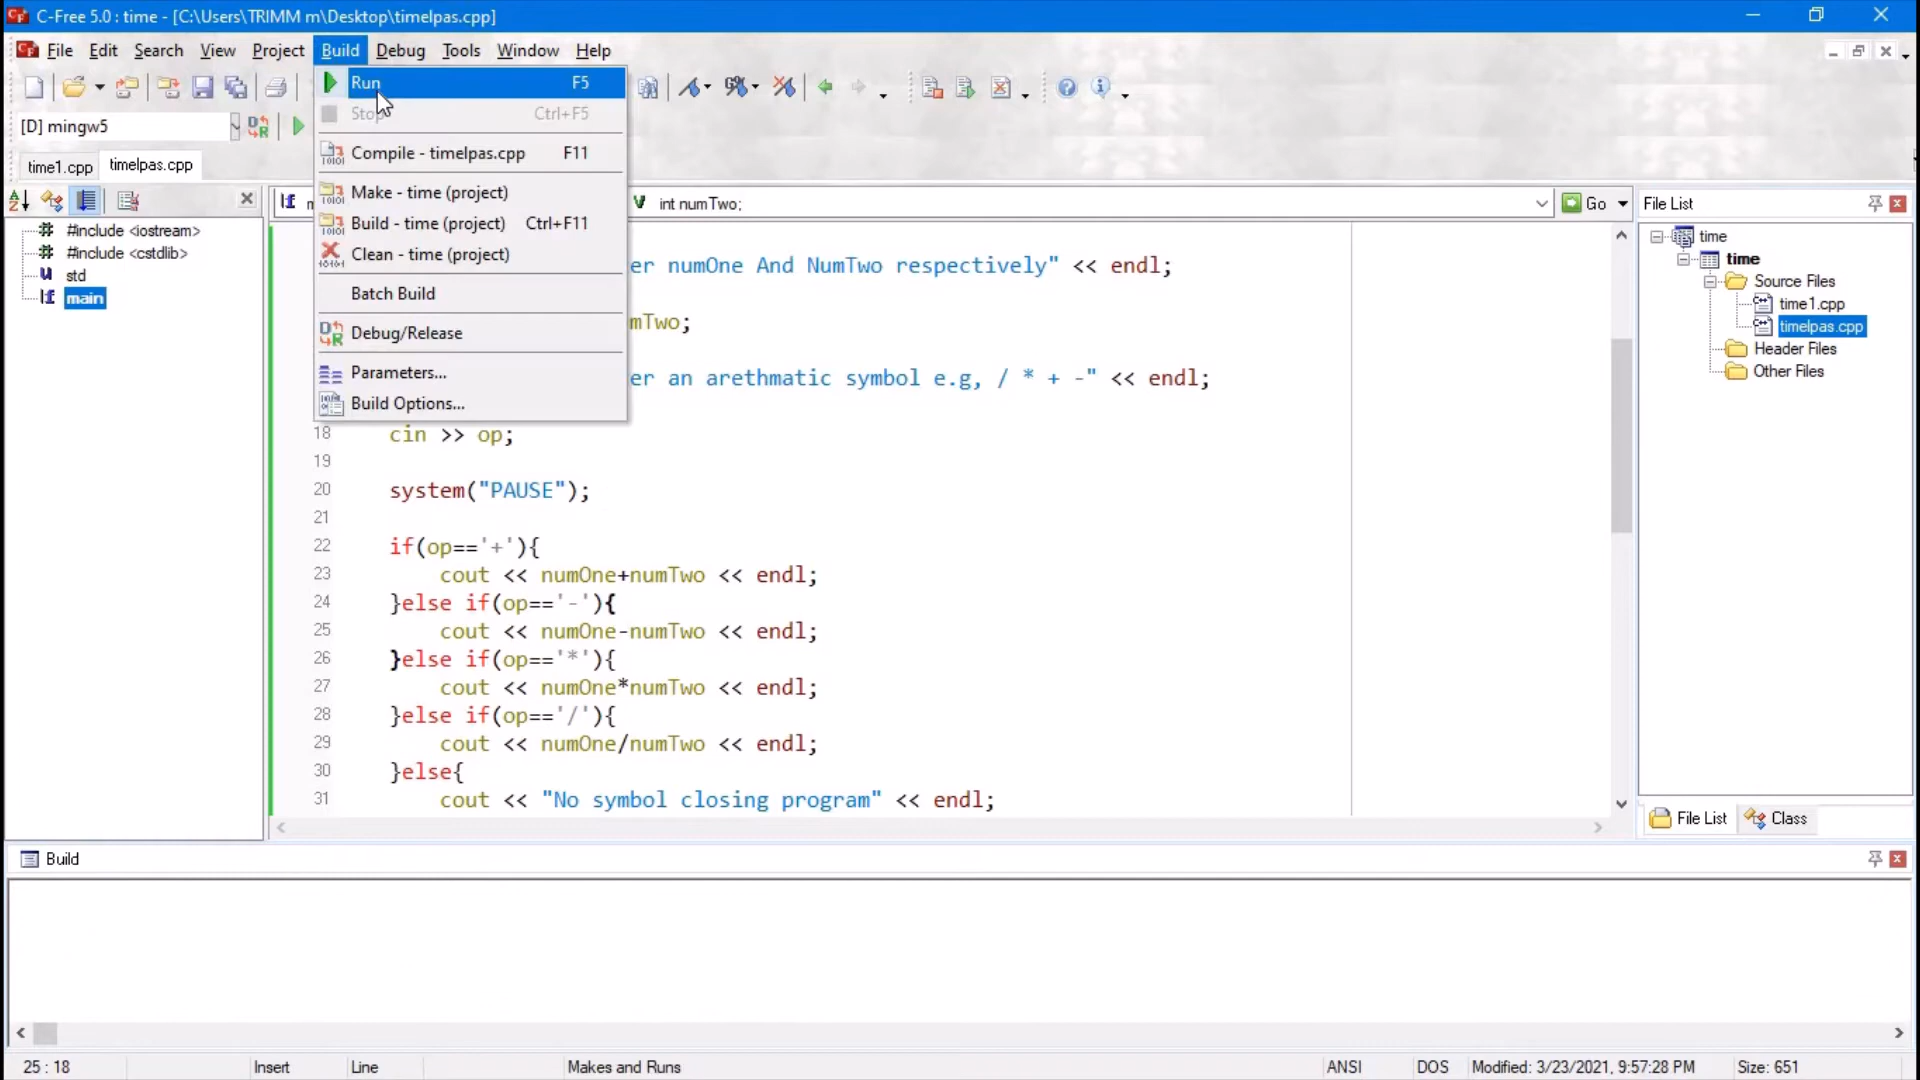 C-Free 5.0 : time - [C:\Users\TRIMM m\Desktop\timelpas.cpp]
File Edit Search View Project Build Debug Tools Window Help
Run F5
Stop Ctrl+F5
Compile - timelpas.cpp F11
Make - time (project)
Build - time (project) Ctrl+F11
Clean - time (project)
Batch Build
Debug/Release
Parameters...
Build Options...
[D] mingw5
time1.cpp timelpas.cpp
#include <iostream>
#include <cstdlib>
std
main
int numTwo;
Go
er numOne And NumTwo respectively" << endl;
mTwo;
er an arethmatic symbol e.g, / * + -" << endl;
18 cin >> op;
19
20 system("PAUSE");
21
22 if(op=='+'){
23 cout << numOne+numTwo << endl;
24 }else if(op=='-'){
25 cout << numOne-numTwo << endl;
26 }else if(op=='*'){
27 cout << numOne*numTwo << endl;
28 }else if(op=='/'){
29 cout << numOne/numTwo << endl;
30 }else{
31 cout << "No symbol closing program" << endl;
File List
time
time
Source Files
time1.cpp
timelpas.cpp
Header Files
Other Files
File List Class
Build
25 : 18 Insert Line Makes and Runs ANSI DOS Modified: 3/23/2021, 9:57:28 PM Size: 651